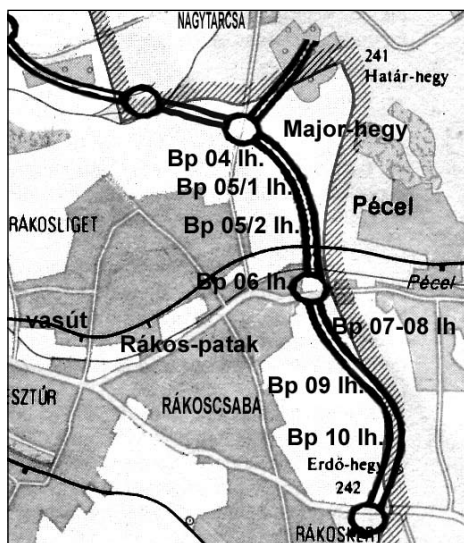 NAGYTARCSA
241
Határ-hegy
Major-hegy
Bp 04 lh.
Bp 05/1 lh.
Pécel
Bp 05/2 lh.
RÁKOSLIGET
Bp 06 lh.
Pécel
vasút
Bp 07-08 lh
Rákos-patak
Bp 09 lh.
ESZTÚR
RÁKOSCSABA
Bp 10 lh.
Erdő-hegy
242
RÁKOSKERT